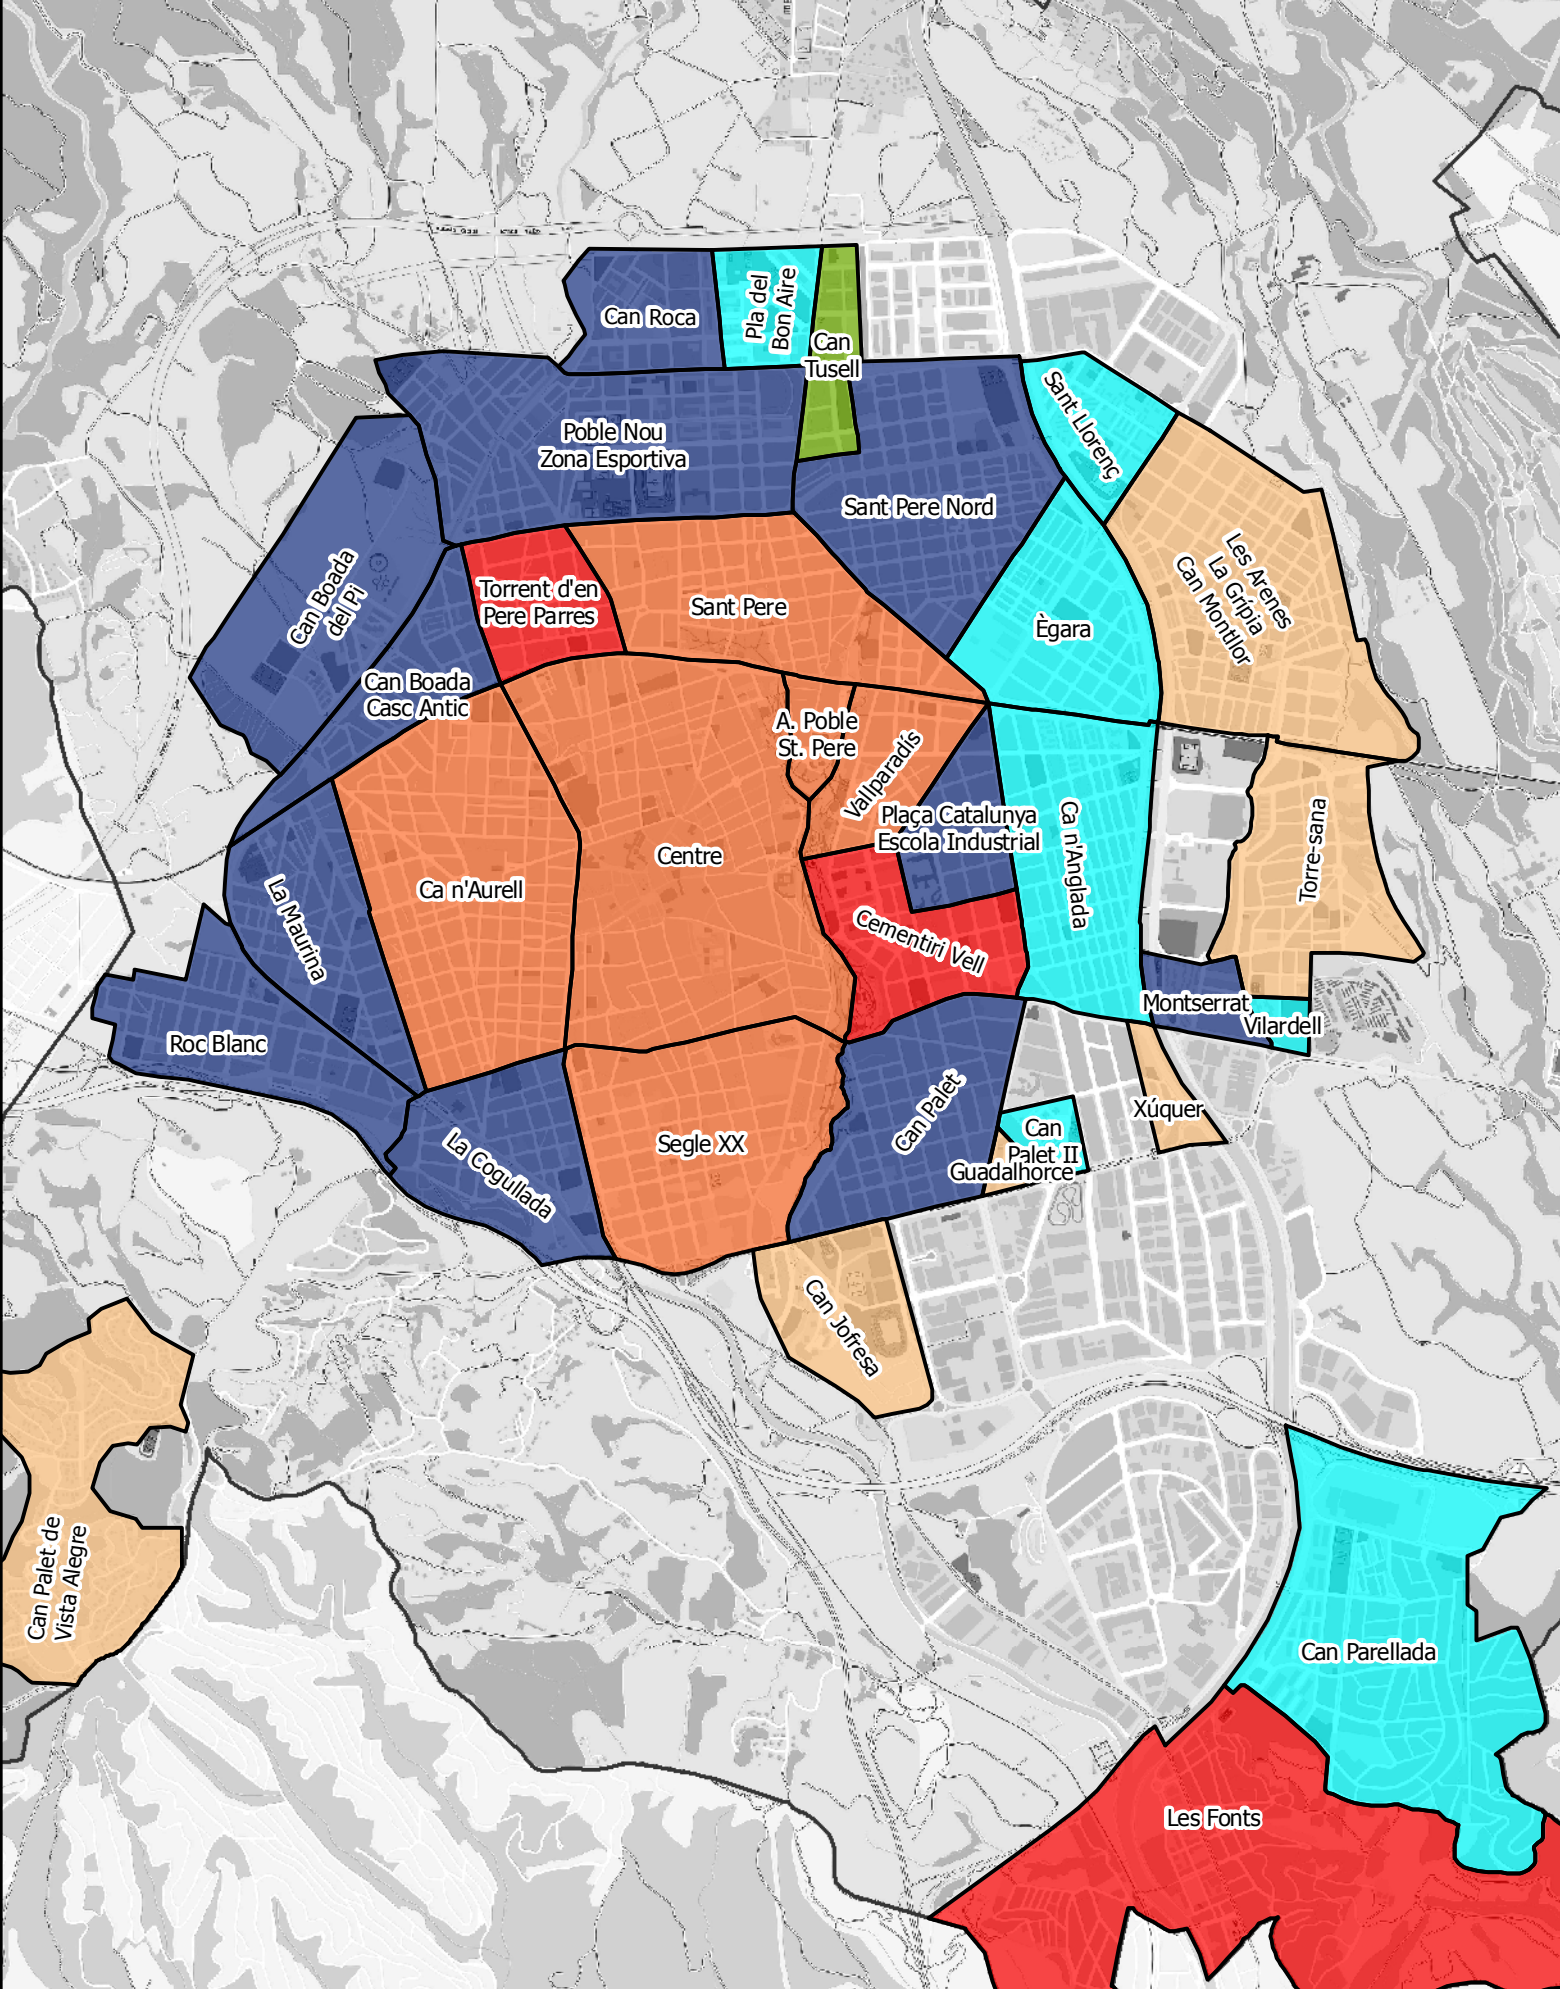 Can Roca
Pla del
Bon Aire
Can
Tusell
Sant Llorenç
Poble Nou
Zona Esportiva
Sant Pere Nord
Les Arenes
La Grípia
Can Montllor
Can Boada
del Pi
Torrent d'en
Pere Parres
Sant Pere
Ègara
Can Boada
Casc Antic
A. Poble
St. Pere
Vallparadís
Plaça Catalunya
Escola Industrial
Ca n'Anglada
Torre-sana
Centre
Ca n'Aurell
La Maurina
Cementiri Vell
Montserrat
Vilardell
Roc Blanc
Can Palet
Xúquer
Can
Palet II
Guadalhorce
Segle XX
La Cogullada
Can Jofresa
Can Palet de
Vista Alegre
Can Parellada
Les Fonts